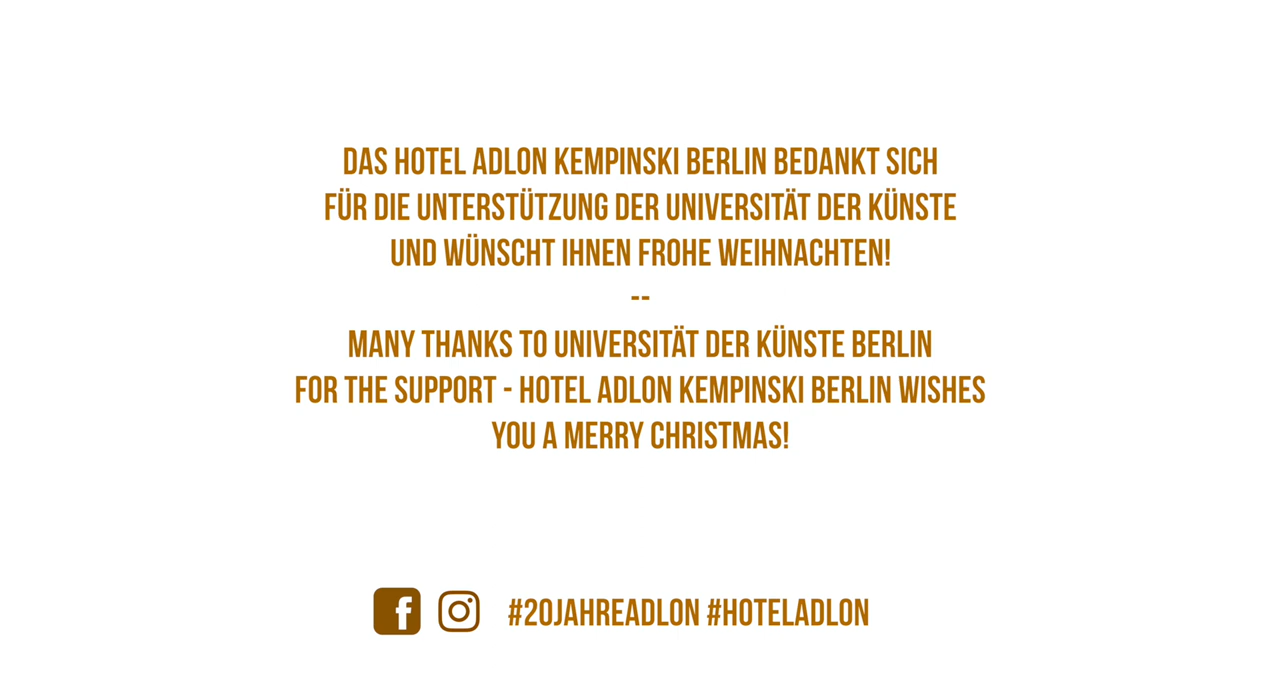 DAS HOTEL ADLON KEMPINSKI BERLIN BEDANKT SICH
FÜR DIE UNTERSTÜTZUNG DER UNIVERSITÄT DER KÜNSTE
UND WÜNSCHT IHNEN FROHE WEIHNACHTEN!
--
MANY THANKS TO UNIVERSITÄT DER KÜNSTE BERLIN
FOR THE SUPPORT - HOTEL ADLON KEMPINSKI BERLIN WISHES
YOU A MERRY CHRISTMAS!
#20JAHREADLON #HOTELADLON